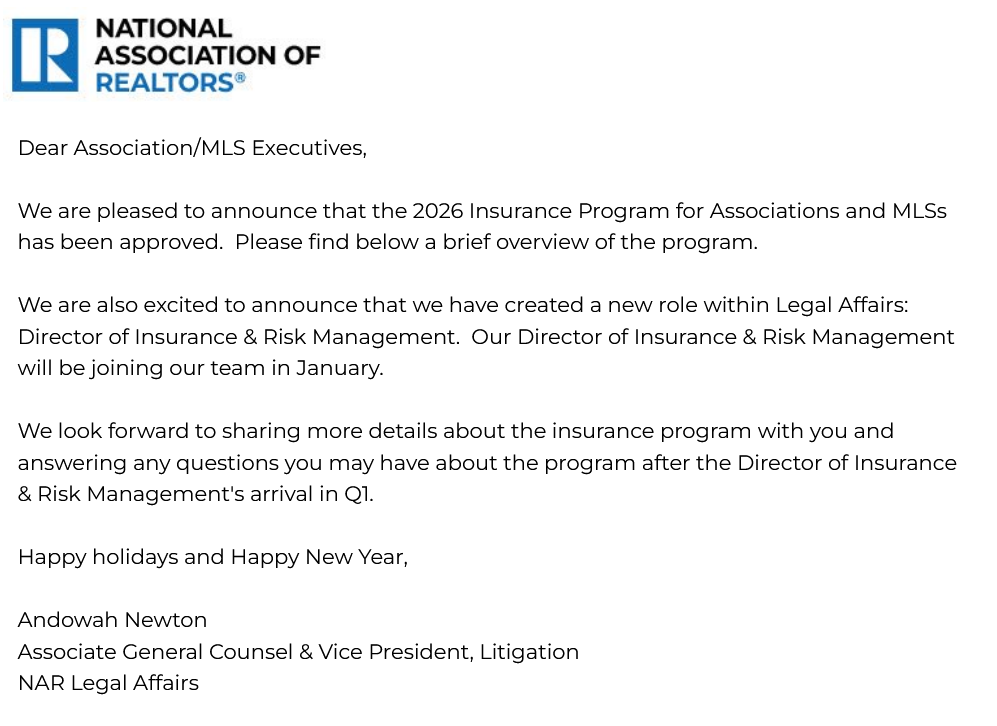 NATIONAL
ASSOCIATION OF
REALTORS®
Dear Association/MLS Executives,
We are pleased to announce that the 2026 Insurance Program for Associations and MLSs
has been approved.  Please find below a brief overview of the program.
We are also excited to announce that we have created a new role within Legal Affairs:
Director of Insurance & Risk Management.  Our Director of Insurance & Risk Management
will be joining our team in January.
We look forward to sharing more details about the insurance program with you and
answering any questions you may have about the program after the Director of Insurance
& Risk Management's arrival in Q1.
Happy holidays and Happy New Year,
Andowah Newton
Associate General Counsel & Vice President, Litigation
NAR Legal Affairs